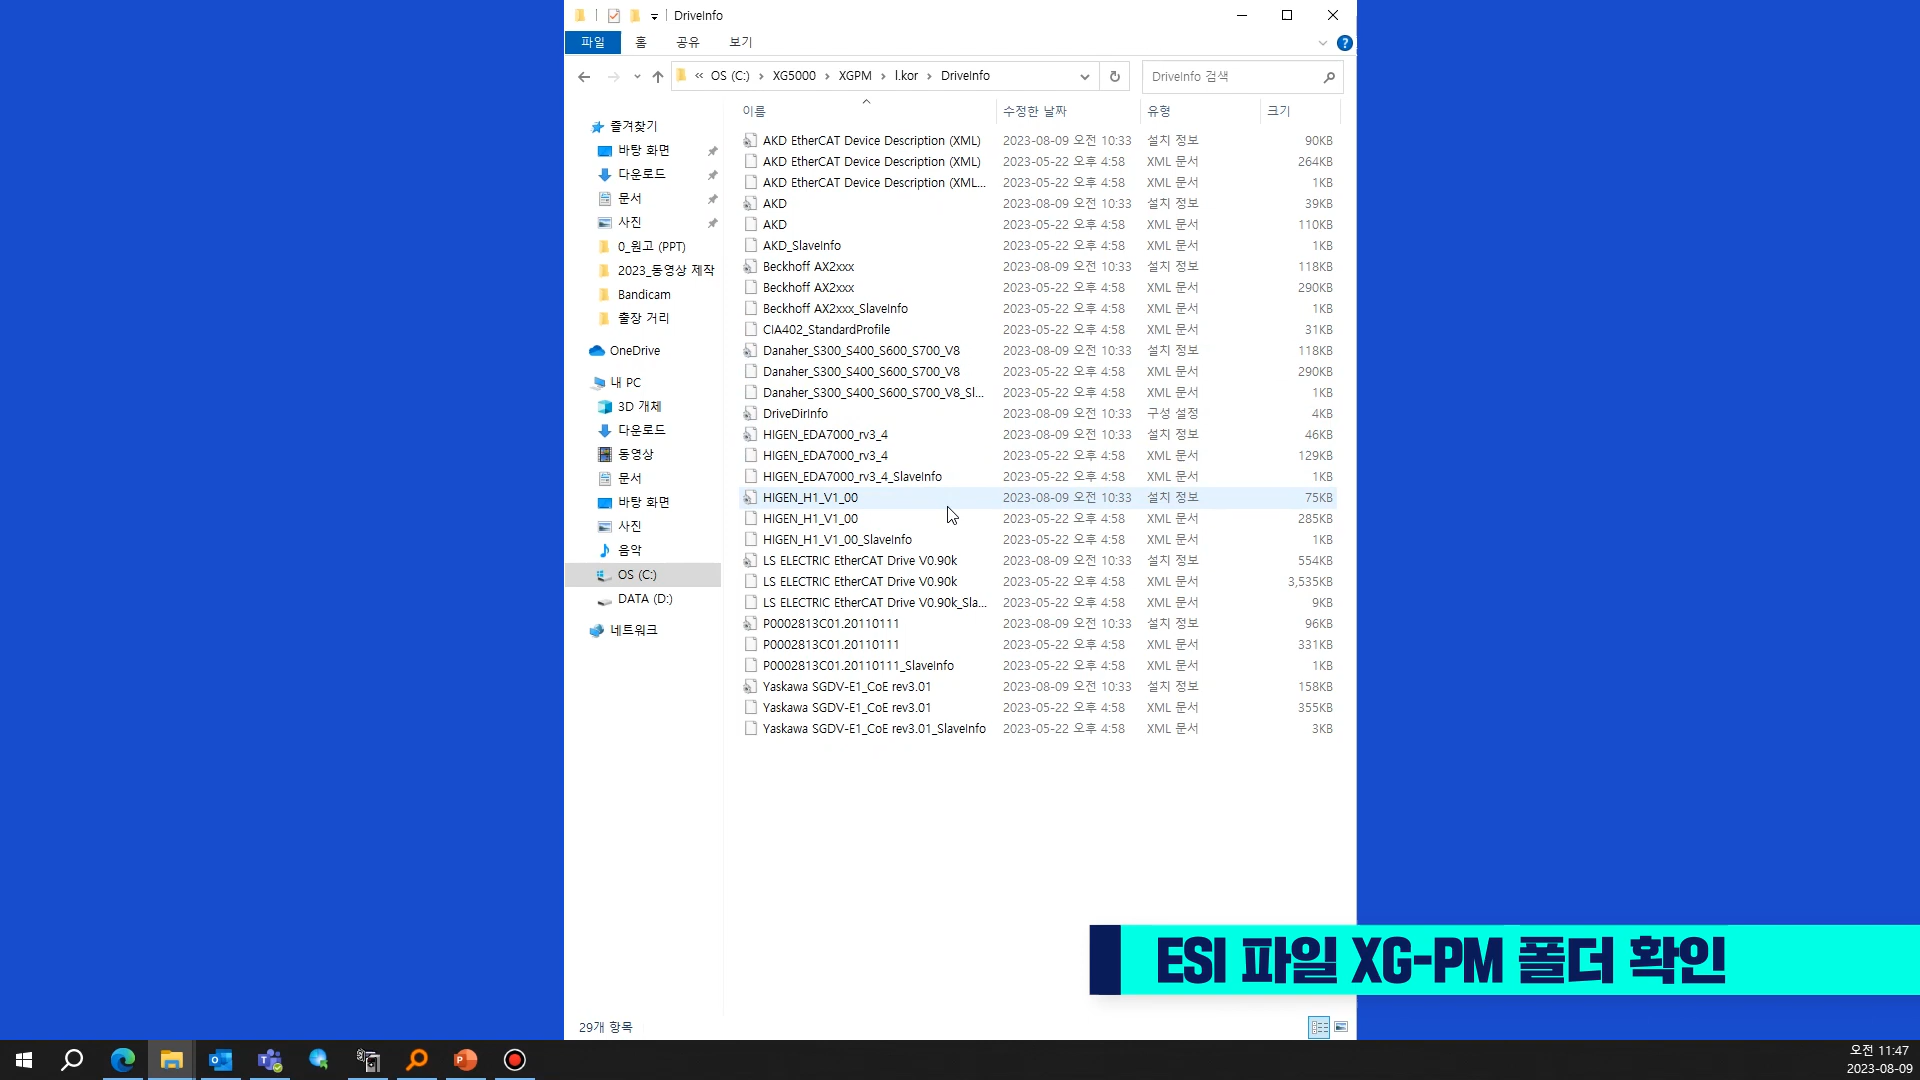 DriveInfo
파일 홈 공유 보기
« OS (C:) › XG5000 › XGPM › l.kor › DriveInfo
DriveInfo 검색
이름 수정한 날짜 유형 크기
즐겨찾기
바탕 화면
다운로드
문서
사진
0_원고 (PPT)
2023_동영상 제작
Bandicam
출장 거리
OneDrive
내 PC
3D 개체
다운로드
동영상
문서
바탕 화면
사진
음악
OS (C:)
DATA (D:)
네트워크
AKD EtherCAT Device Description (XML) 2023-08-09 오전 10:33 설치 정보 90KB
AKD EtherCAT Device Description (XML) 2023-05-22 오후 4:58 XML 문서 264KB
AKD EtherCAT Device Description (XML... 2023-05-22 오후 4:58 XML 문서 1KB
AKD 2023-08-09 오전 10:33 설치 정보 39KB
AKD 2023-05-22 오후 4:58 XML 문서 110KB
AKD_SlaveInfo 2023-05-22 오후 4:58 XML 문서 1KB
Beckhoff AX2xxx 2023-08-09 오전 10:33 설치 정보 118KB
Beckhoff AX2xxx 2023-05-22 오후 4:58 XML 문서 290KB
Beckhoff AX2xxx_SlaveInfo 2023-05-22 오후 4:58 XML 문서 1KB
CIA402_StandardProfile 2023-05-22 오후 4:58 XML 문서 31KB
Danaher_S300_S400_S600_S700_V8 2023-08-09 오전 10:33 설치 정보 118KB
Danaher_S300_S400_S600_S700_V8 2023-05-22 오후 4:58 XML 문서 290KB
Danaher_S300_S400_S600_S700_V8_Sl... 2023-05-22 오후 4:58 XML 문서 1KB
DriveDirInfo 2023-08-09 오전 10:33 구성 설정 4KB
HIGEN_EDA7000_rv3_4 2023-08-09 오전 10:33 설치 정보 46KB
HIGEN_EDA7000_rv3_4 2023-05-22 오후 4:58 XML 문서 129KB
HIGEN_EDA7000_rv3_4_SlaveInfo 2023-05-22 오후 4:58 XML 문서 1KB
HIGEN_H1_V1_00 2023-08-09 오전 10:33 설치 정보 75KB
HIGEN_H1_V1_00 2023-05-22 오후 4:58 XML 문서 285KB
HIGEN_H1_V1_00_SlaveInfo 2023-05-22 오후 4:58 XML 문서 1KB
LS ELECTRIC EtherCAT Drive V0.90k 2023-08-09 오전 10:33 설치 정보 554KB
LS ELECTRIC EtherCAT Drive V0.90k 2023-05-22 오후 4:58 XML 문서 3,535KB
LS ELECTRIC EtherCAT Drive V0.90k_Sla... 2023-05-22 오후 4:58 XML 문서 9KB
P0002813C01.20110111 2023-08-09 오전 10:33 설치 정보 96KB
P0002813C01.20110111 2023-05-22 오후 4:58 XML 문서 331KB
P0002813C01.20110111_SlaveInfo 2023-05-22 오후 4:58 XML 문서 1KB
Yaskawa SGDV-E1_CoE rev3.01 2023-08-09 오전 10:33 설치 정보 158KB
Yaskawa SGDV-E1_CoE rev3.01 2023-05-22 오후 4:58 XML 문서 355KB
Yaskawa SGDV-E1_CoE rev3.01_SlaveInfo 2023-05-22 오후 4:58 XML 문서 3KB
ESI 파일 XG-PM 폴더 확인
29개 항목
오전 11:47
2023-08-09